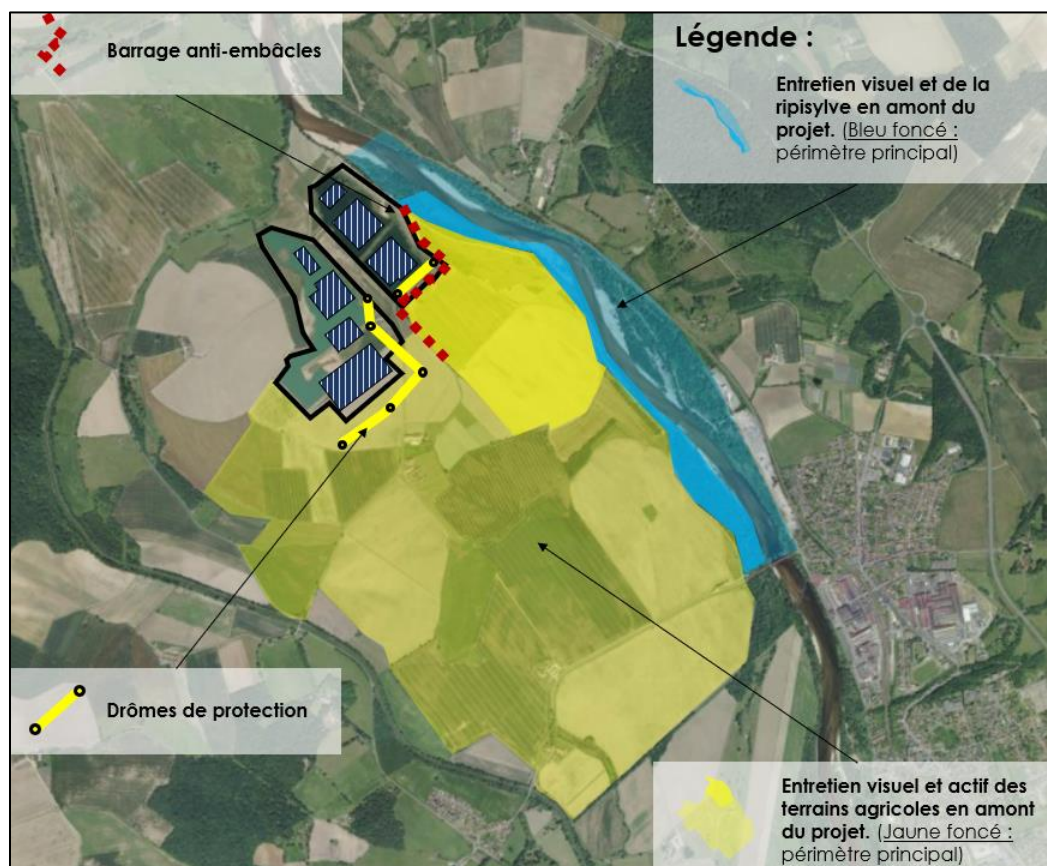 Barrage anti-embâcles
Légende :
Entretien visuel et de la
ripisylve en amont du
projet. (Bleu foncé :
périmètre principal)
Drômes de protection
Entretien visuel et actif des
terrains agricoles en amont
du projet. (Jaune foncé :
périmètre principal)